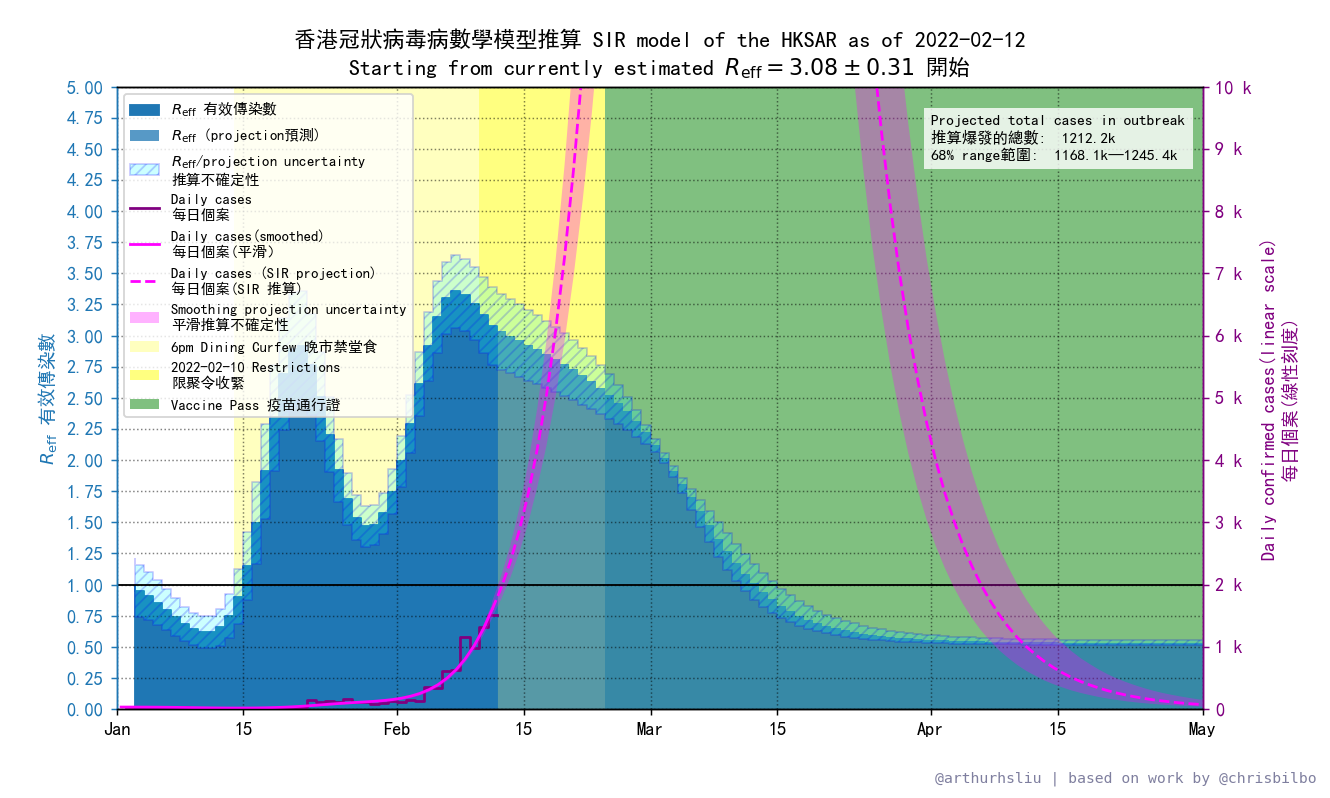 香港冠狀病毒病數學模型推算 SIR model of the HKSAR as of 2022-02-12
Starting from currently estimated Reff = 3.08 ± 0.31 開始
Reff 有效傳染數
Reff (projection預測)
Reff/projection uncertainty
推算不確定性
Daily cases
每日個案
Daily cases(smoothed)
每日個案(平滑)
Daily cases (SIR projection)
每日個案(SIR 推算)
Smoothing projection uncertainty
平滑推算不確定性
6pm Dining Curfew 晚市禁堂食
2022-02-10 Restrictions
限聚令收緊
Vaccine Pass 疫苗通行證
Projected total cases in outbreak
推算爆發的總數: 1212.2k
68% range範圍: 1168.1k—1245.4k
Reff 有效傳染數
5.00
4.75
4.50
4.25
4.00
3.75
3.50
3.25
3.00
2.75
2.50
2.25
2.00
1.75
1.50
1.25
1.00
0.75
0.50
0.25
0.00
10 k
9 k
8 k
7 k
6 k
5 k
4 k
3 k
2 k
1 k
0
Daily confirmed cases(linear scale)
每日個案(線性刻度)
Jan 15 Feb 15 Mar 15 Apr 15 May
@arthurhsliu | based on work by @chrisbilbo